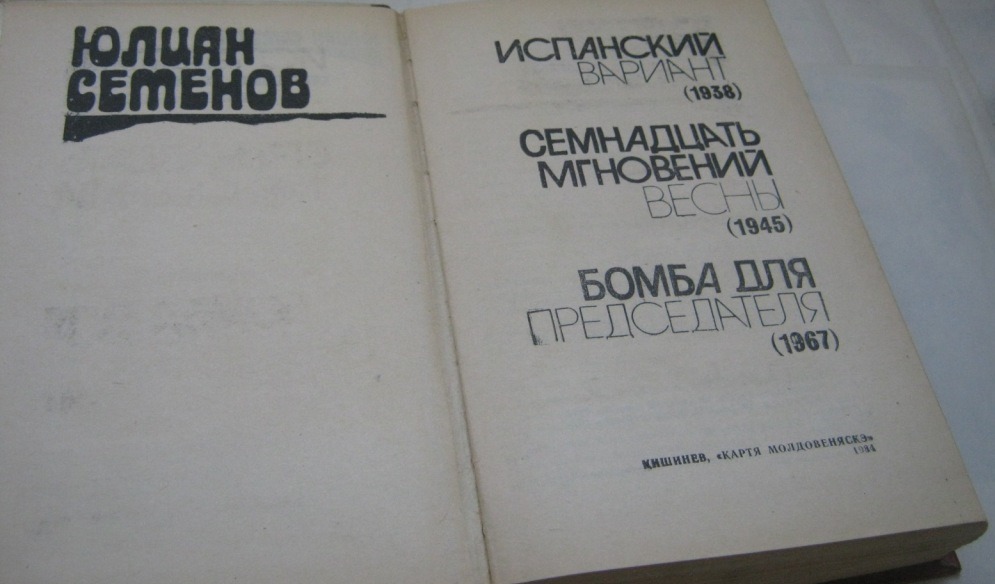 ЮЛИАН
СЕМЕНОВ
ИСПАНСКИЙ
ВАРИАНТ
(1938)
СЕМНАДЦАТЬ
МГНОВЕНИЙ
ВЕСНЫ
(1945)
БОМБА ДЛЯ
ПРЕДСЕДАТЕЛЯ
(1967)
КИШИНЕВ, «КАРТЯ МОЛДОВЕНЯСКЭ»
1984